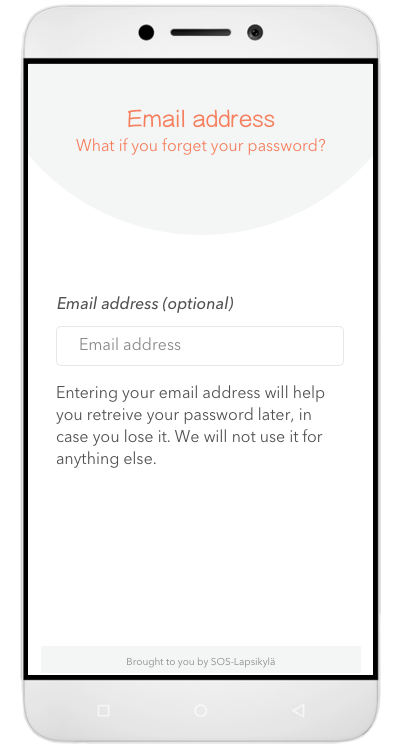 Email address
What if you forget your password?
Email address (optional)
Email address
Entering your email address will help
you retreive your password later, in
case you lose it. We will not use it for
anything else.
Brought to you by SOS-Lapsikylä